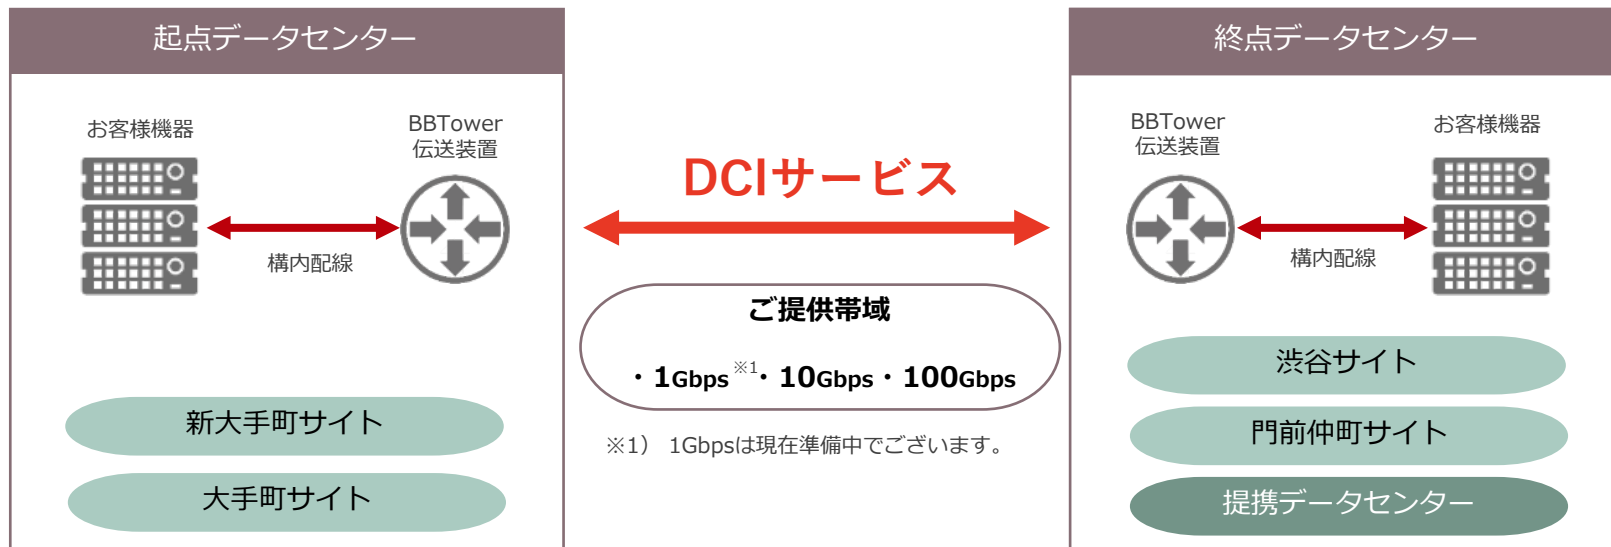 起点データセンター
お客様機器
BBTower
伝送装置
構内配線
新大手町サイト
大手町サイト
DCIサービス
ご提供帯域
・1Gbps※1・10Gbps・100Gbps
※1） 1Gbpsは現在準備中でございます。
終点データセンター
BBTower
伝送装置
お客様機器
構内配線
渋谷サイト
門前仲町サイト
提携データセンター